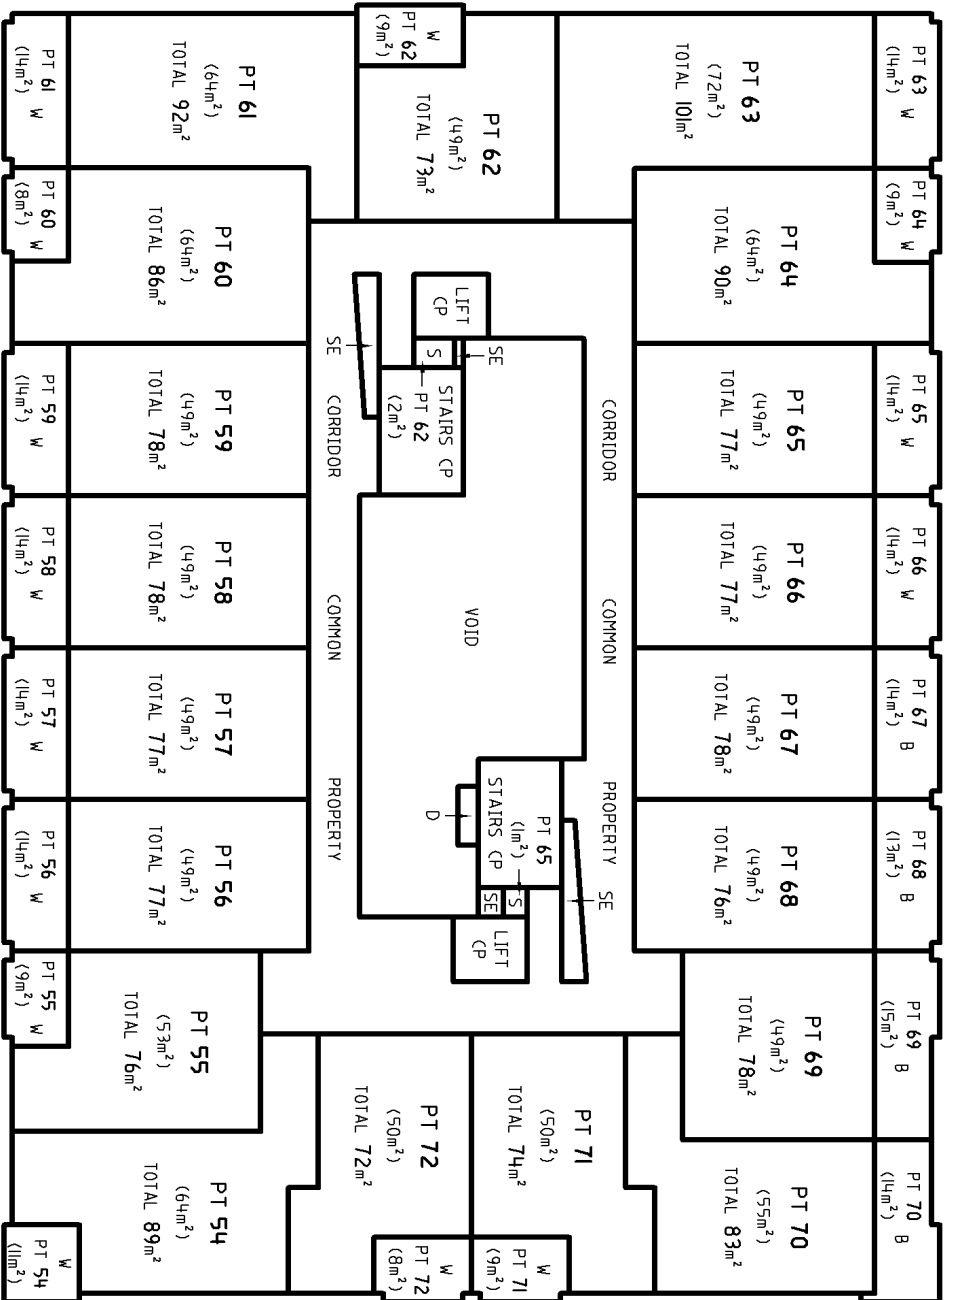 PT 61
(14m²) W
PT 61
(64m²)
TOTAL 92m²
W
PT 62
(9m²)
PT 62
(49m²)
TOTAL 73m²
PT 63
(72m²)
TOTAL 101m²
PT 63
(14m²) W
PT 60
(8m²) W
PT 60
(64m²)
TOTAL 86m²
PT 64
(64m²)
TOTAL 90m²
PT 64
(9m²) W
LIFT
CP
SE
S
SE
STAIRS CP
PT 62
(2m²)
PT 59
(14m²) W
PT 59
(49m²)
TOTAL 78m²
CORRIDOR
CORRIDOR
PT 65
(49m²)
TOTAL 77m²
PT 65
(14m²) W
PT 58
(14m²) W
PT 58
(49m²)
TOTAL 78m²
COMMON
VOID
COMMON
PT 66
(49m²)
TOTAL 77m²
PT 66
(14m²) W
PT 57
(14m²) W
PT 57
(49m²)
TOTAL 77m²
PT 67
(49m²)
TOTAL 78m²
PT 67
(14m²) B
PT 56
(14m²) W
PT 56
(49m²)
TOTAL 77m²
PROPERTY
D
PT 65
(1m²)
STAIRS CP
PROPERTY
PT 68
(49m²)
TOTAL 76m²
PT 68
(13m²) B
S
SE
SE
LIFT
CP
PT 55
(9m²) W
PT 55
(53m²)
TOTAL 76m²
PT 69
(49m²)
TOTAL 78m²
PT 69
(15m²) B
PT 54
(64m²)
TOTAL 89m²
W
PT 54
(11m²)
PT 72
(50m²)
TOTAL 72m²
W
PT 72
(8m²)
PT 71
(50m²)
TOTAL 74m²
W
PT 71
(9m²)
PT 70
(55m²)
TOTAL 83m²
PT 70
(14m²) B